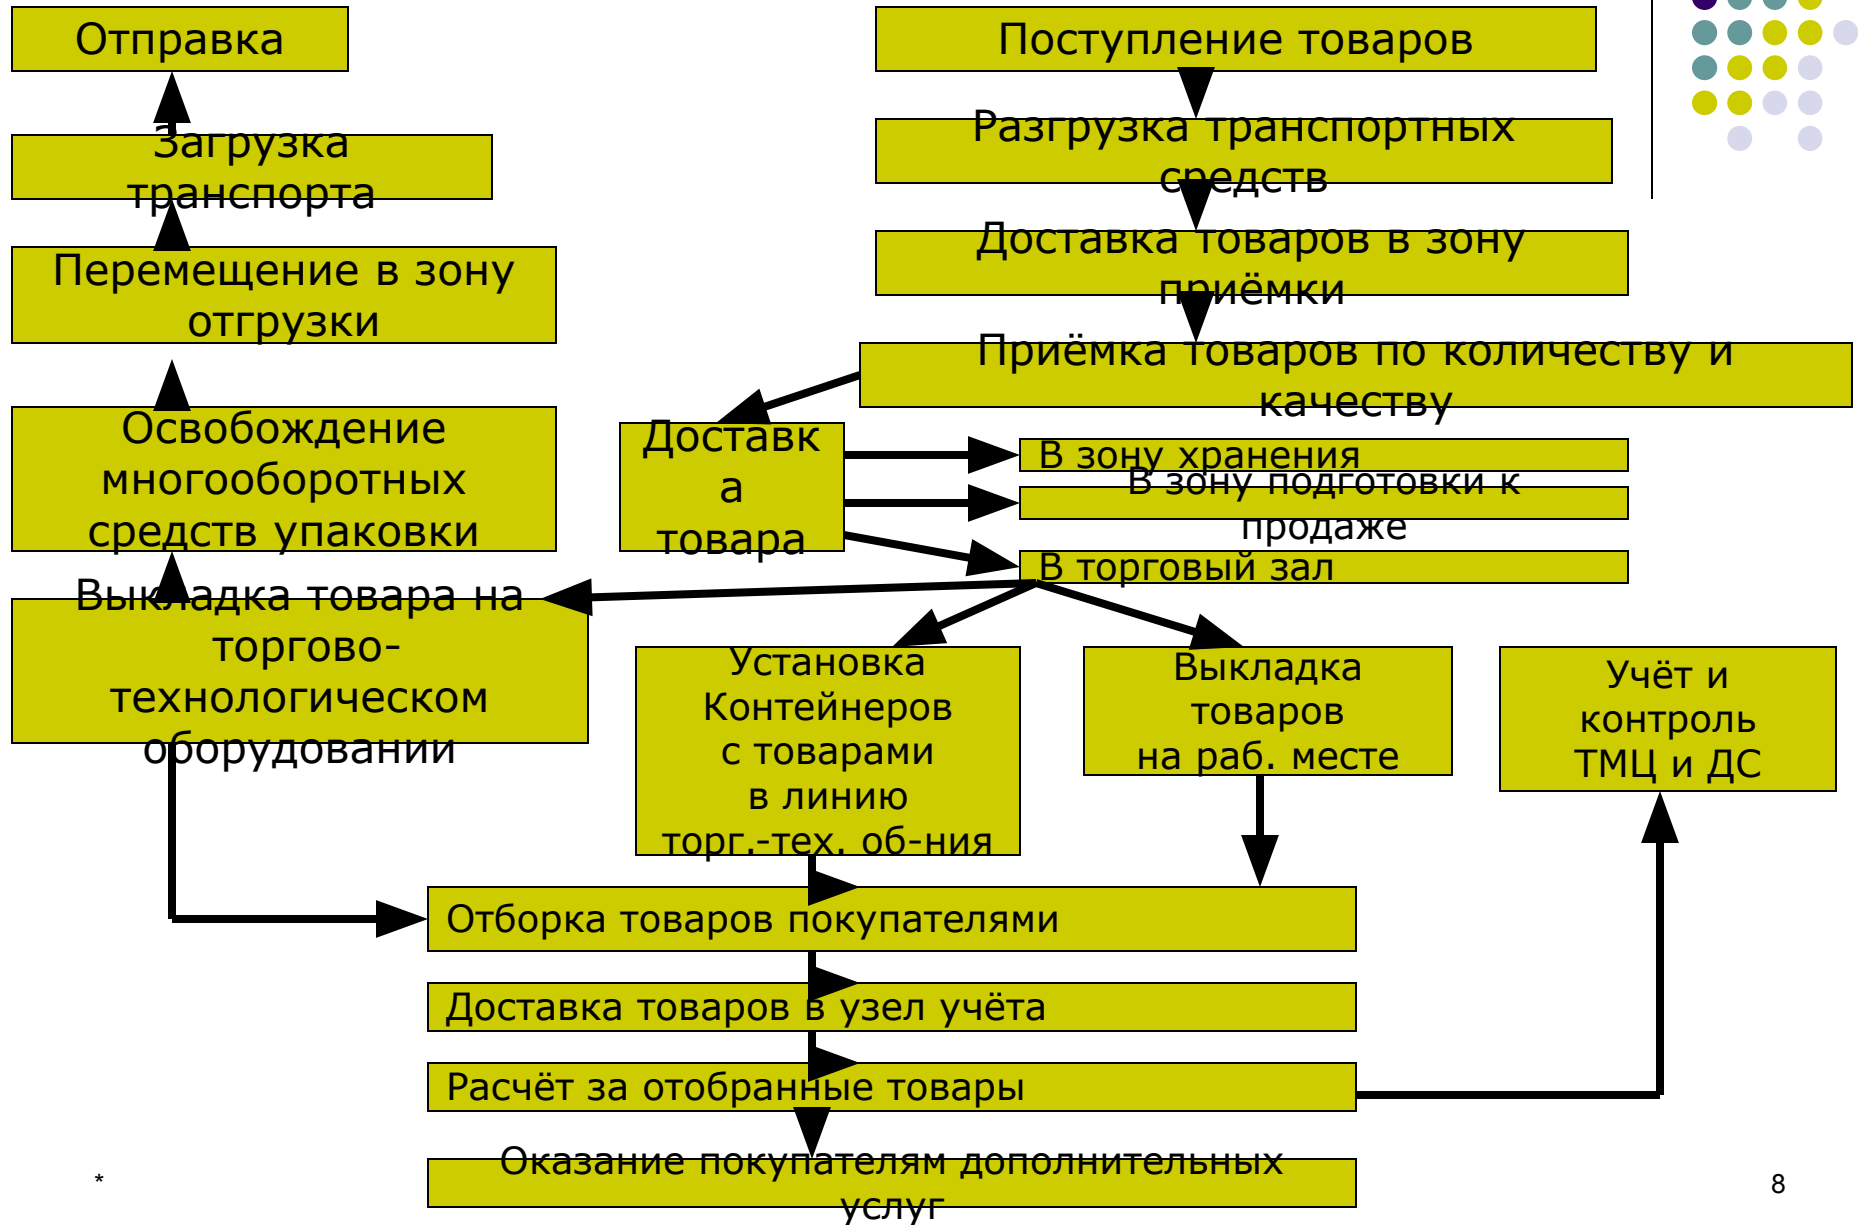 Отправка
Загрузка
транспорта
Перемещение в зону
отгрузки
Освобождение
многооборотных
средств упаковки
Выкладка товара на
торгово-
технологическом
оборудовании
Поступление товаров
Разгрузка транспортных
средств
Доставка товаров в зону
приёмки
Приёмка товаров по количеству и
качеству
Доставк
а
товара
В зону хранения
В зону подготовки к
продаже
В торговый зал
Установка
Контейнеров
с товарами
в линию
торг.-тех. об-ния
Выкладка
товаров
на раб. месте
Учёт и
контроль
ТМЦ и ДС
Отборка товаров покупателями
Доставка товаров в узел учёта
Расчёт за отобранные товары
Оказание покупателям дополнительных
услуг
*
8